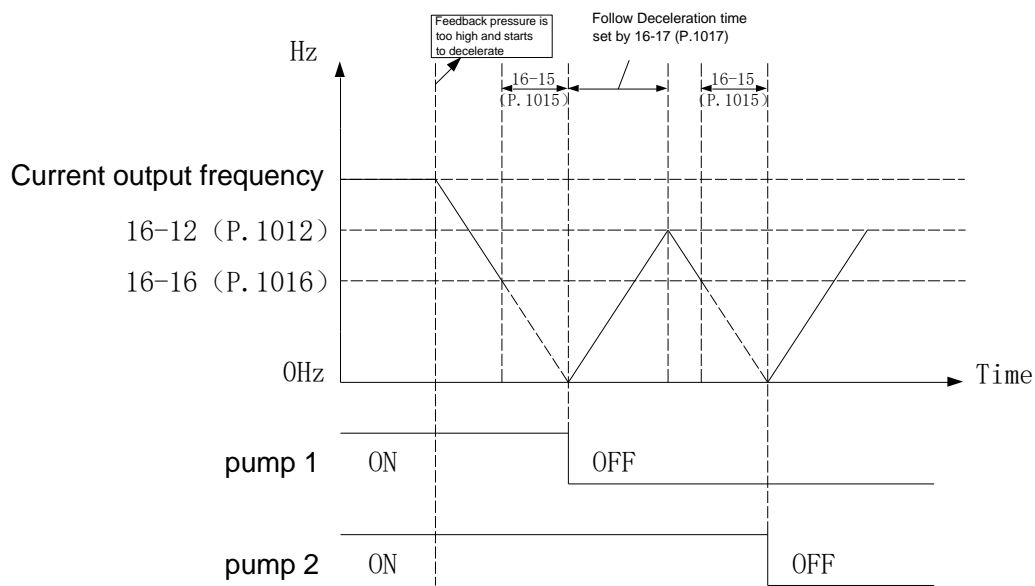 Feedback pressure is
too high and starts
to decelerate
Follow Deceleration time
set by 16-17 (P.1017)
Hz
16-15
(P.1015)
16-15
(P.1015)
Current output frequency
16-12 (P.1012)
16-16 (P.1016)
0Hz
Time
pump 1
ON
OFF
pump 2
ON
OFF